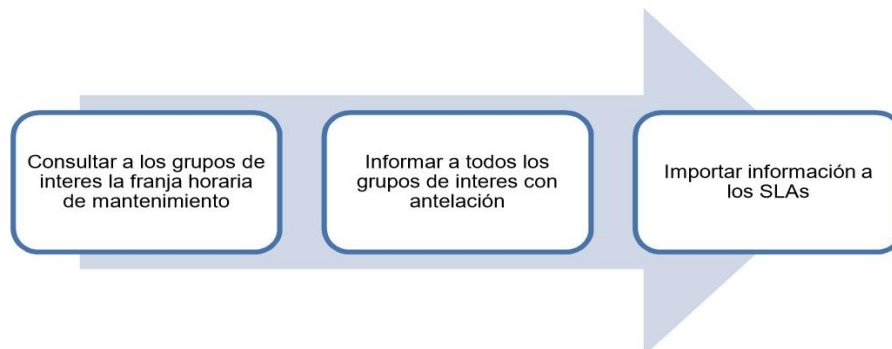 Consultar a los grupos de
interes la franja horaria
de mantenimiento
Informar a todos los
grupos de interes con
antelación
Importar información a
los SLAs